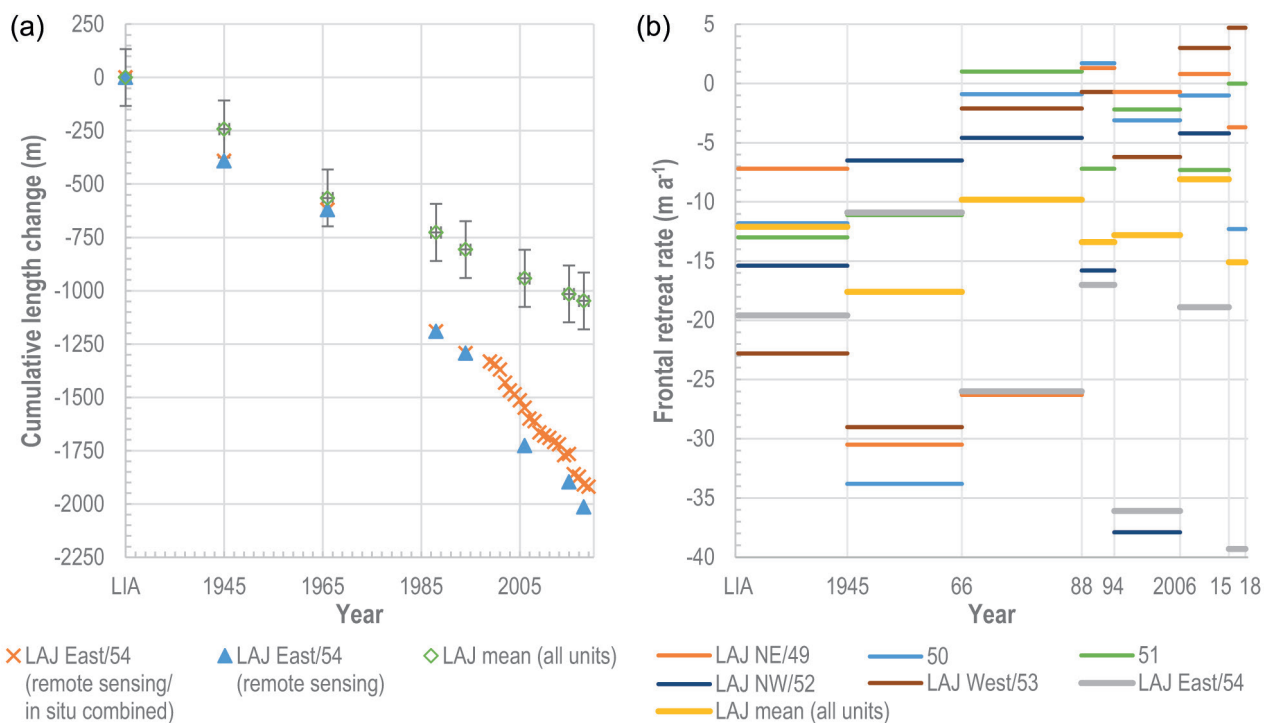 (a)
250
0
-250
-500
-750
-1000
-1250
-1500
-1750
-2000
-2250
Cumulative length change (m)
LIA 1945 1965 1985 2005
Year
LAJ East/54
(remote sensing/
in situ combined)
LAJ East/54
(remote sensing)
LAJ mean (all units)
(b)
5
0
-5
-10
-15
-20
-25
-30
-35
-40
Frontal retreat rate (m a⁻¹)
LIA 1945 66 88 94 2006 15 18
Year
LAJ NE/49 50 51
LAJ NW/52 LAJ West/53 LAJ East/54
LAJ mean (all units)